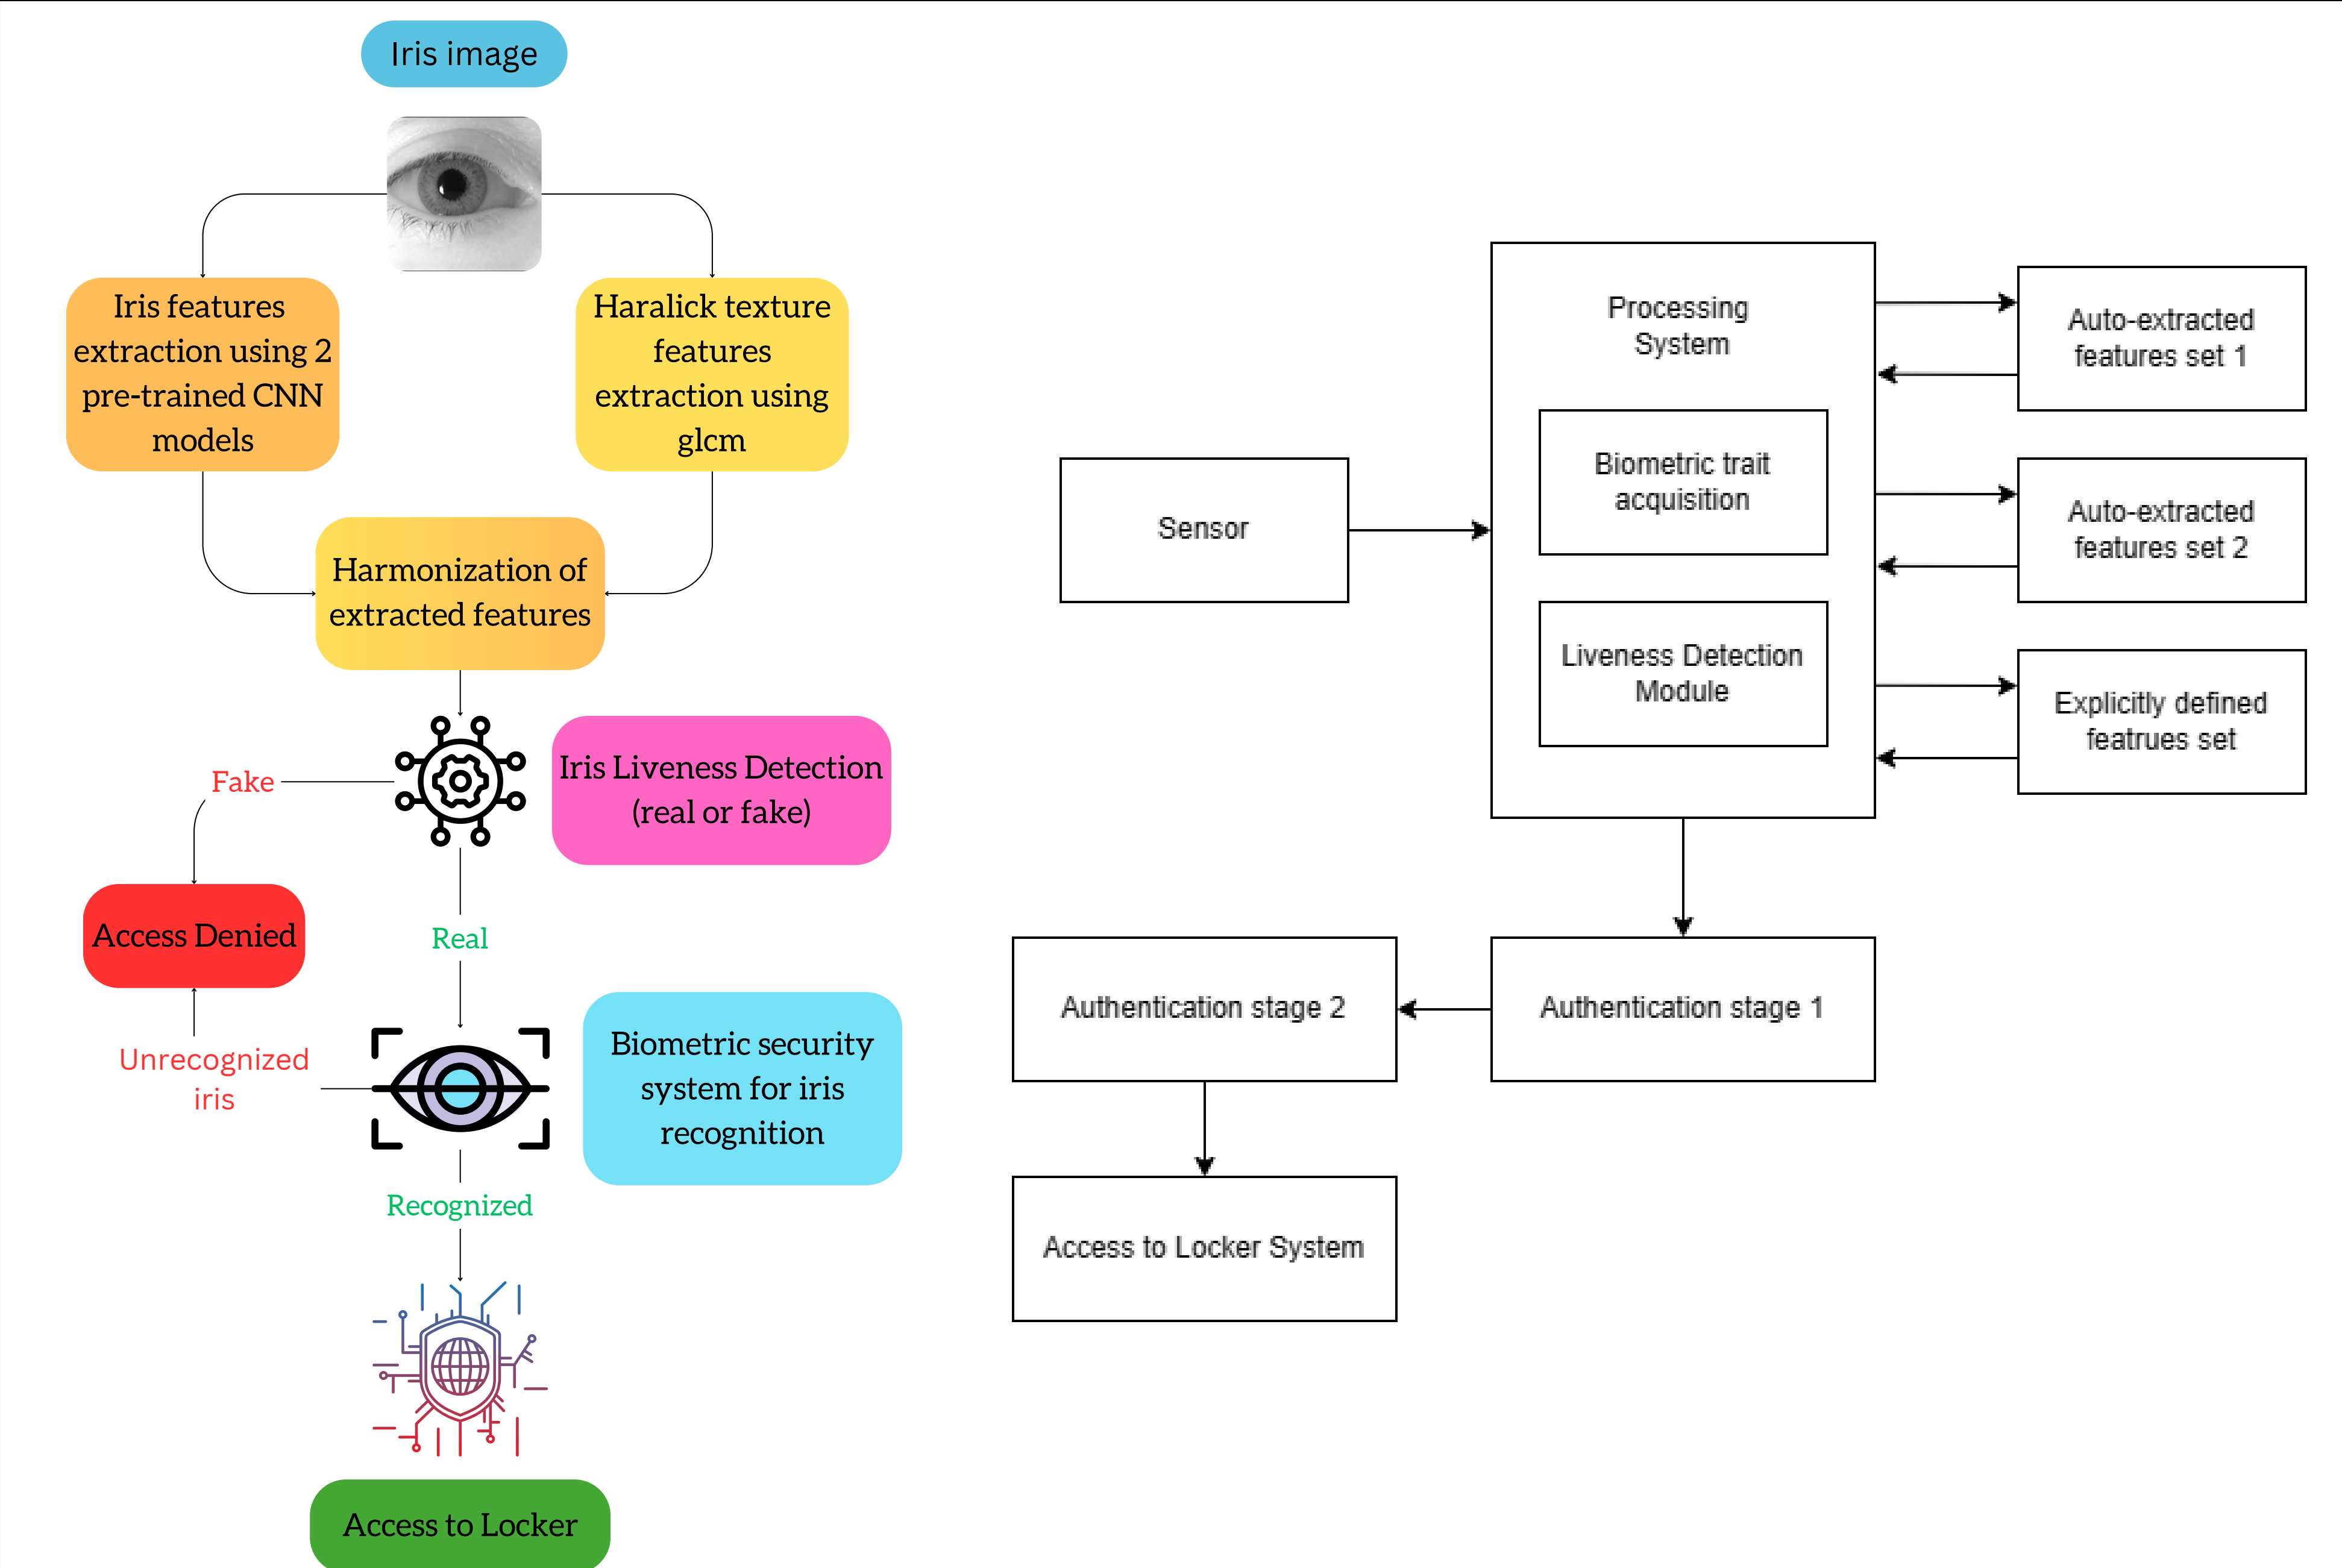 Iris image
Iris features
extraction using 2
pre-trained CNN
models
Haralick texture
features
extraction using
glcm
Harmonization of
extracted features
Iris Liveness Detection
(real or fake)
Fake
Access Denied
Real
Unrecognized
iris
Biometric security
system for iris
recognition
Recognized
Access to Locker
Sensor
Processing
System
Biometric trait
acquisition
Liveness Detection
Module
Auto-extracted
features set 1
Auto-extracted
features set 2
Explicitly defined
featrues set
Authentication stage 1
Authentication stage 2
Access to Locker System